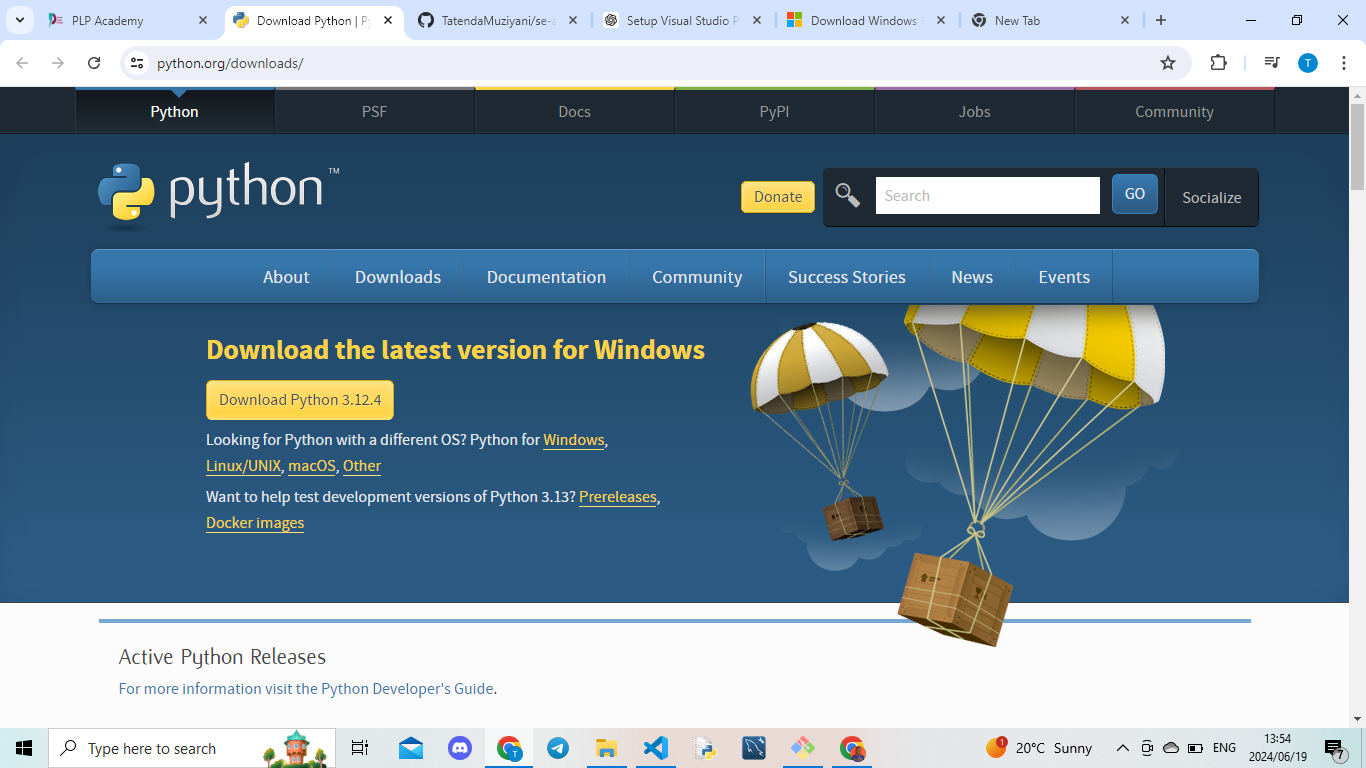 PLP Academy
Download Python | Py
TatendaMuziyani/se-a
Setup Visual Studio P
Download Windows
New Tab
python.org/downloads/
T
Python
PSF
Docs
PyPI
Jobs
Community
python™
Donate
Search
GO
Socialize
About
Downloads
Documentation
Community
Success Stories
News
Events
Download the latest version for Windows
Download Python 3.12.4
Looking for Python with a different OS? Python for Windows,
Linux/UNIX, macOS, Other
Want to help test development versions of Python 3.13? Prereleases,
Docker images
Active Python Releases
For more information visit the Python Developer's Guide.
Type here to search
T
1
20°C Sunny
ENG
13:54
2024/06/19
7